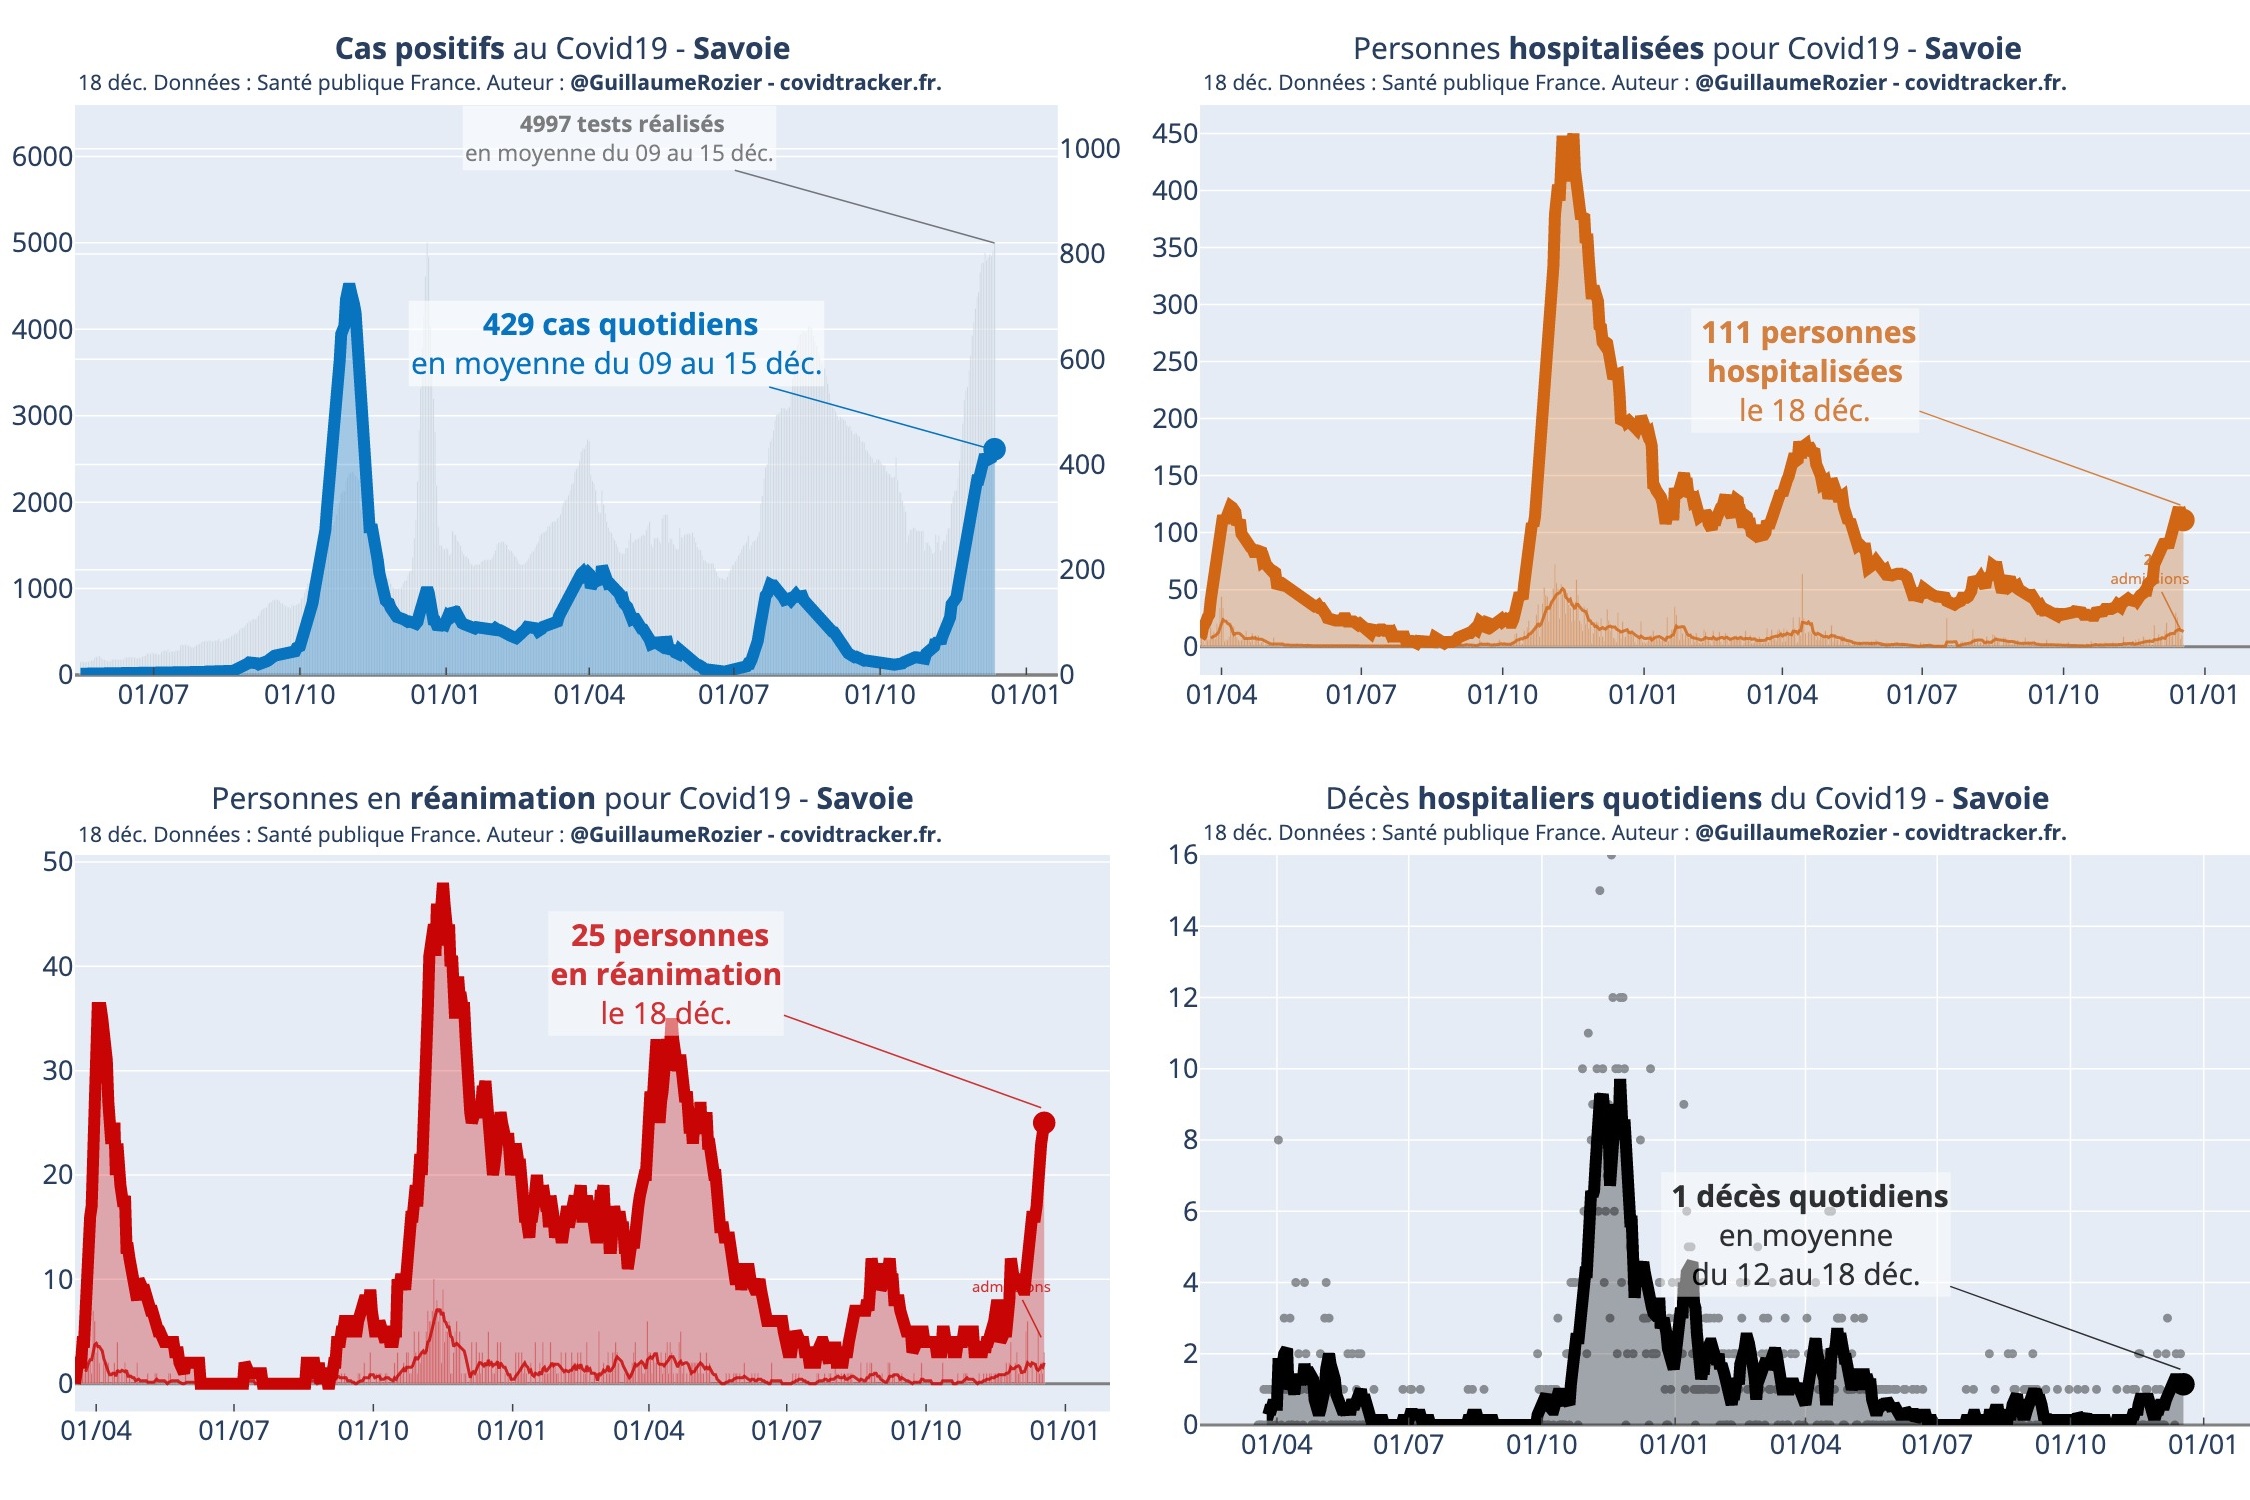 Cas positifs au Covid19 - Savoie
18 déc. Données : Santé publique France. Auteur : @GuillaumeRozier - covidtracker.fr.
4997 tests réalisés
en moyenne du 09 au 15 déc.
429 cas quotidiens
en moyenne du 09 au 15 déc.
6000
5000
4000
3000
2000
1000
0
1000
800
600
400
200
0
01/07 01/10 01/01 01/04 01/07 01/10 01/01
Personnes hospitalisées pour Covid19 - Savoie
18 déc. Données : Santé publique France. Auteur : @GuillaumeRozier - covidtracker.fr.
450
400
350
300
250
200
150
100
50
0
111 personnes
hospitalisées
le 18 déc.
admissions
01/04 01/07 01/10 01/01 01/04 01/07 01/10 01/01
Personnes en réanimation pour Covid19 - Savoie
18 déc. Données : Santé publique France. Auteur : @GuillaumeRozier - covidtracker.fr.
50
40
30
20
10
0
25 personnes
en réanimation
le 18 déc.
admissions
01/04 01/07 01/10 01/01 01/04 01/07 01/10 01/01
Décès hospitaliers quotidiens du Covid19 - Savoie
18 déc. Données : Santé publique France. Auteur : @GuillaumeRozier - covidtracker.fr.
16
14
12
10
8
6
4
2
0
1 décès quotidiens
en moyenne
du 12 au 18 déc.
01/04 01/07 01/10 01/01 01/04 01/07 01/10 01/01